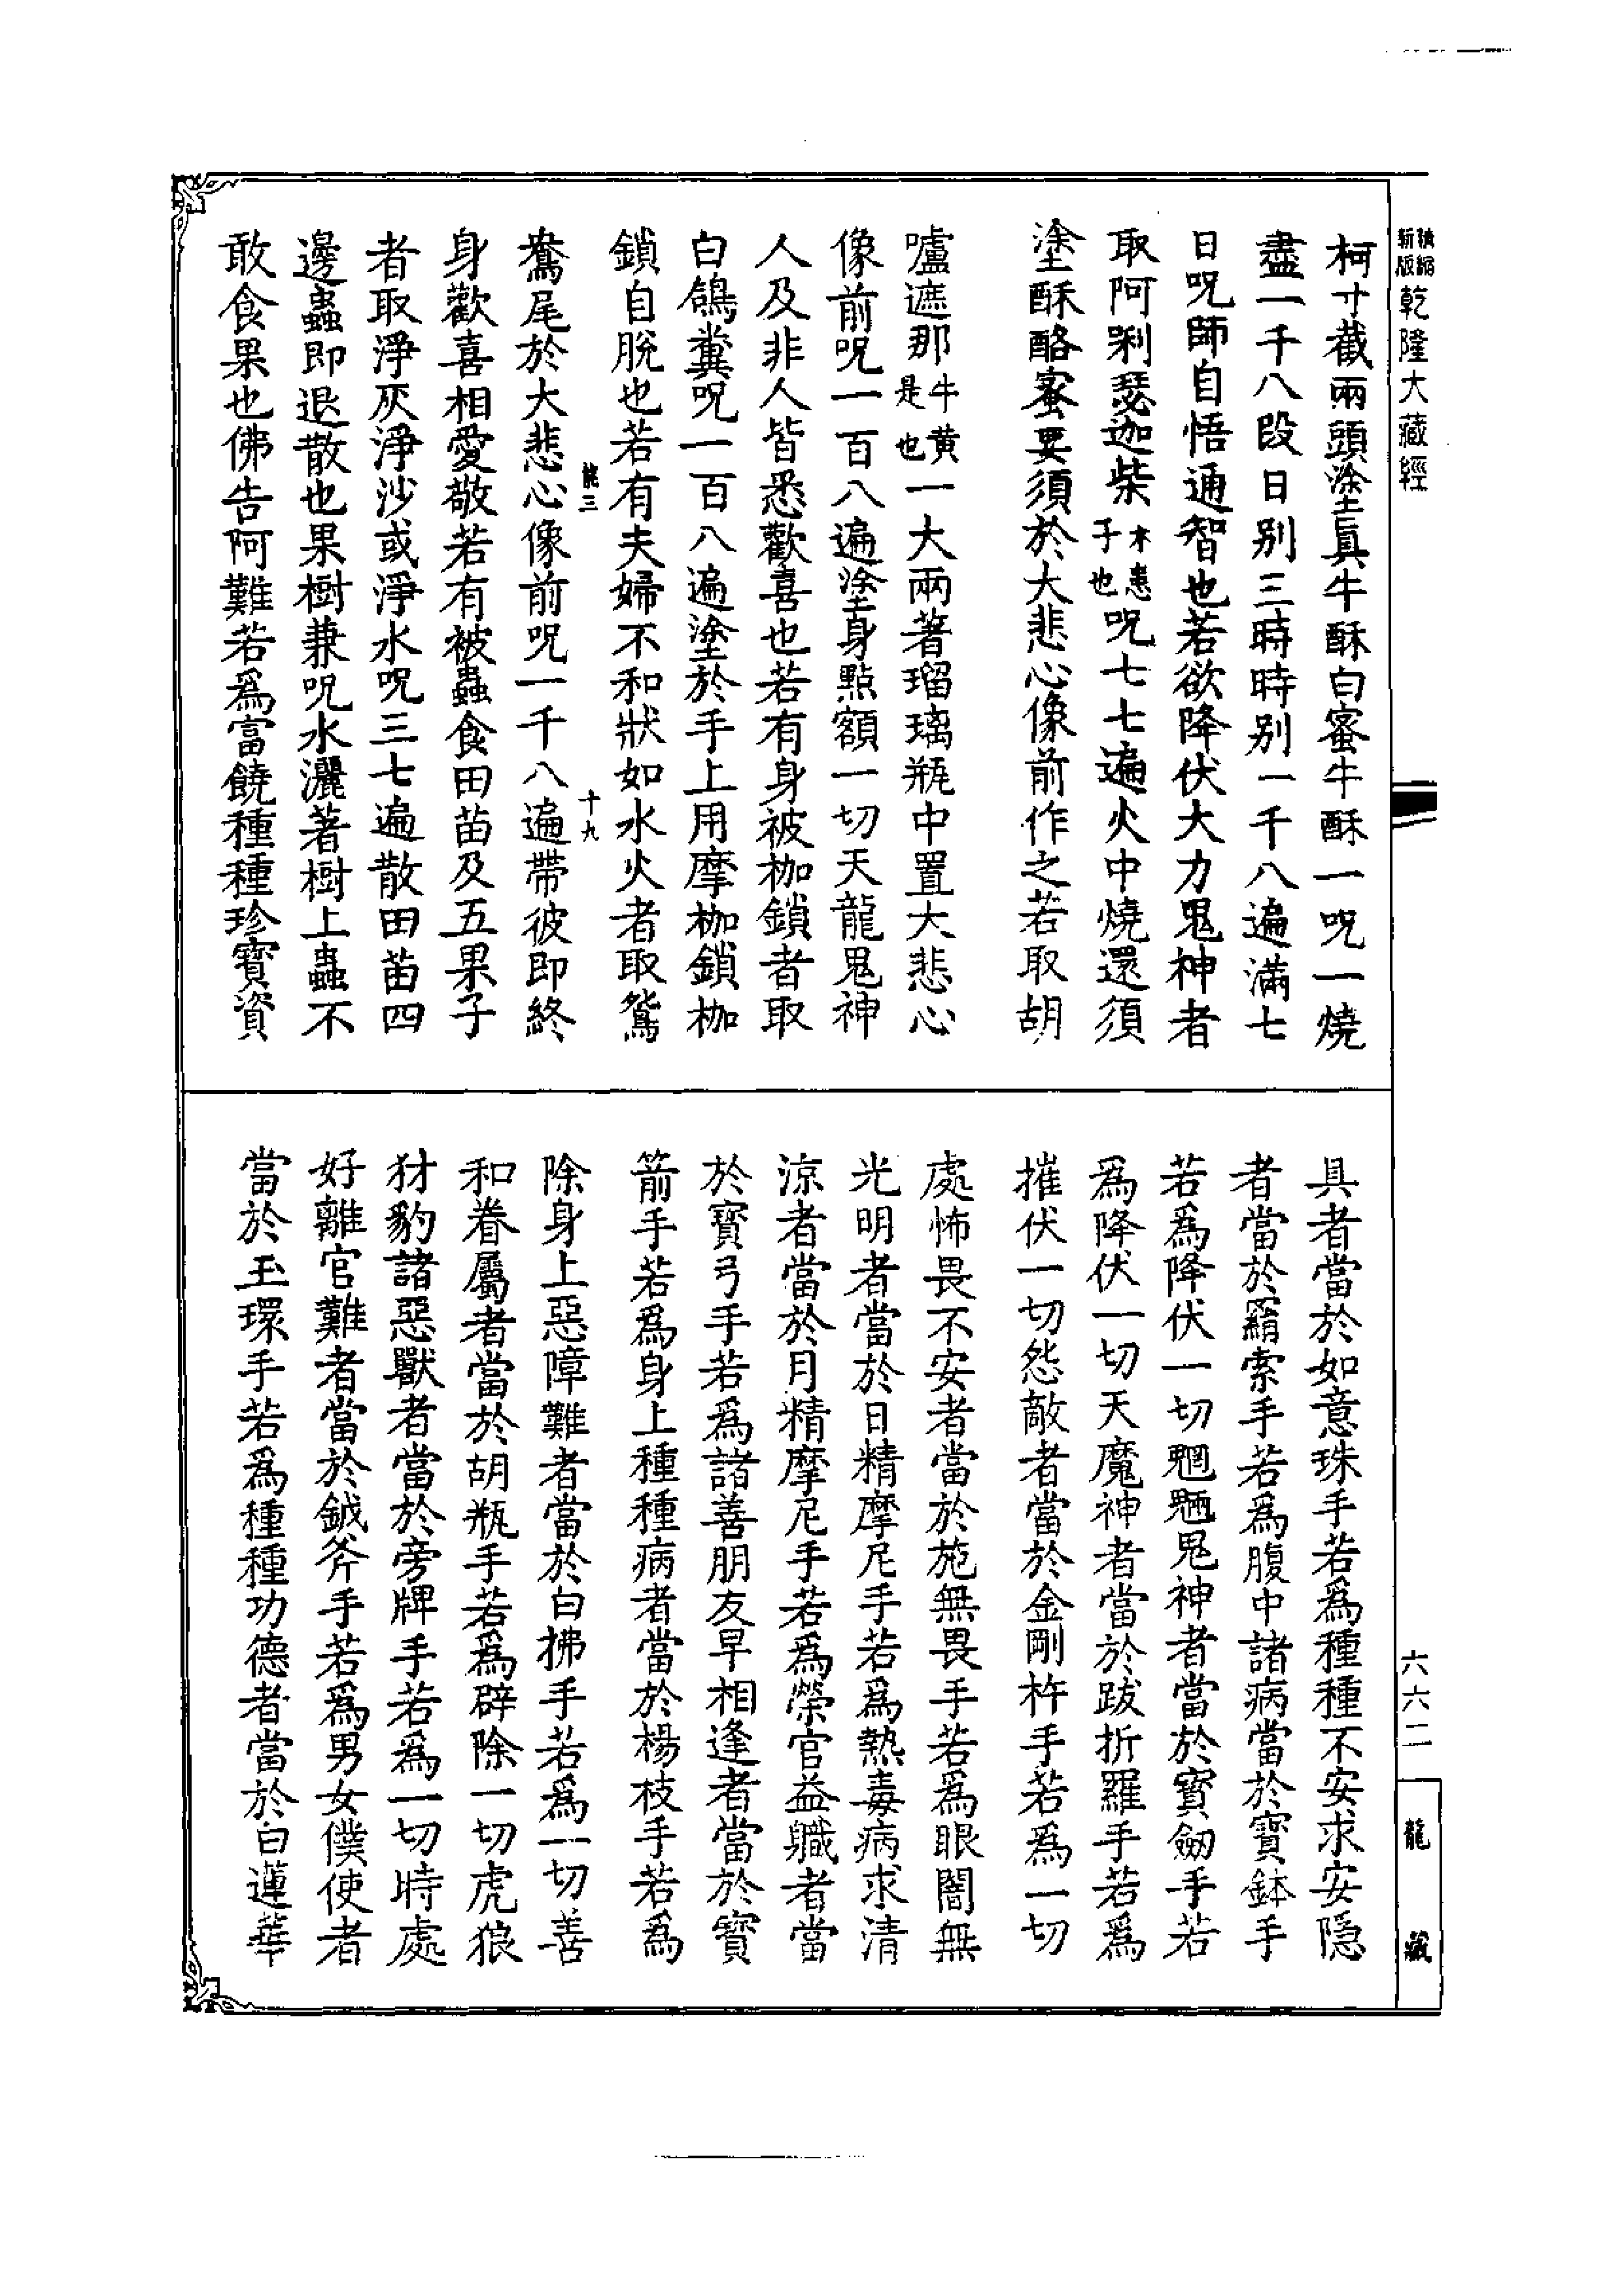 精縮
新版
乾隆大藏經
柯寸截兩頭塗真牛酥白蜜牛酥一呪一燒
盡一千八段日別三時時別一千八遍滿七
日呪師自悟通智也若欲降伏大力鬼神者
取阿唎瑟迦柴木患子也呪七七遍火中燒還須
塗酥酪蜜要須於大悲心像前作之若取胡
嚧遮那牛黃是也一大兩著瑠璃瓶中置大悲心
像前呪一百八遍塗身點額一切天龍鬼神
人及非人皆悉歡喜也若有身被枷鎖者取
白鴿糞呪一百八遍塗於手上用摩枷鎖枷
鎖自脫也若有夫婦不和狀如水火者取鴛
能三
十九
鴦尾於大悲心像前呪一千八遍帶彼即終
身歡喜相愛敬若有被蟲食田苗及五果子
者取淨灰淨沙或淨水呪三七遍散田苗四
邊蟲即退散也果樹兼呪水灑著樹上蟲不
敢食果也佛告阿難若為富饒種種珍寶資
具者當於如意珠手若為種種不安求安隱
者當於羂索手若為腹中諸病當於寶鉢手
若為降伏一切魍魎鬼神者當於寶劒手若
為降伏一切天魔神者當於跋折羅手若為
摧伏一切怨敵者當於金剛杵手若為一切
處怖畏不安者當於施無畏手若為眼闇無
光明者當於日精摩尼手若為熱毒病求清
涼者當於月精摩尼手若為榮官益職者當
於寶弓手若為諸善朋友早相逢者當於寶
箭手若為身上種種病者當於楊枝手若為
除身上惡障難者當於白拂手若為一切善
和眷屬者當於胡瓶手若為辟除一切虎狼
犲豹諸惡獸者當於旁牌手若為一切時處
好離官難者當於鉞斧手若為男女僕使者
當於玉環手若為種種功德者當於白蓮華
六六二
龍藏